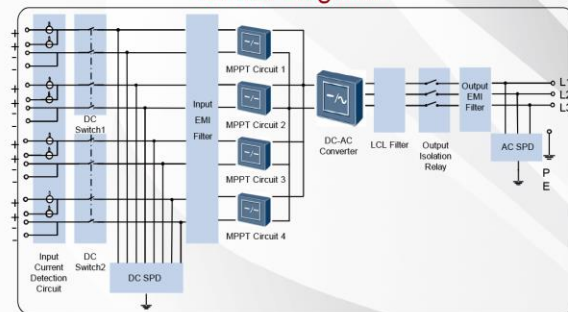 +
+
-
-
+
+
-
-
+
+
-
-
+
+
-
-
MPPT Circuit 1
MPPT Circuit 2
MPPT Circuit 3
MPPT Circuit 4
Input
Current
Detection
Circuit
DC
Switch1
DC
Switch2
DC SPD
Input
EMI
Filter
DC-AC
Converter
LCL Filter
Output
Isolation
Relay
Output
EMI
Filter
AC SPD
L1
L2
L3
P
E